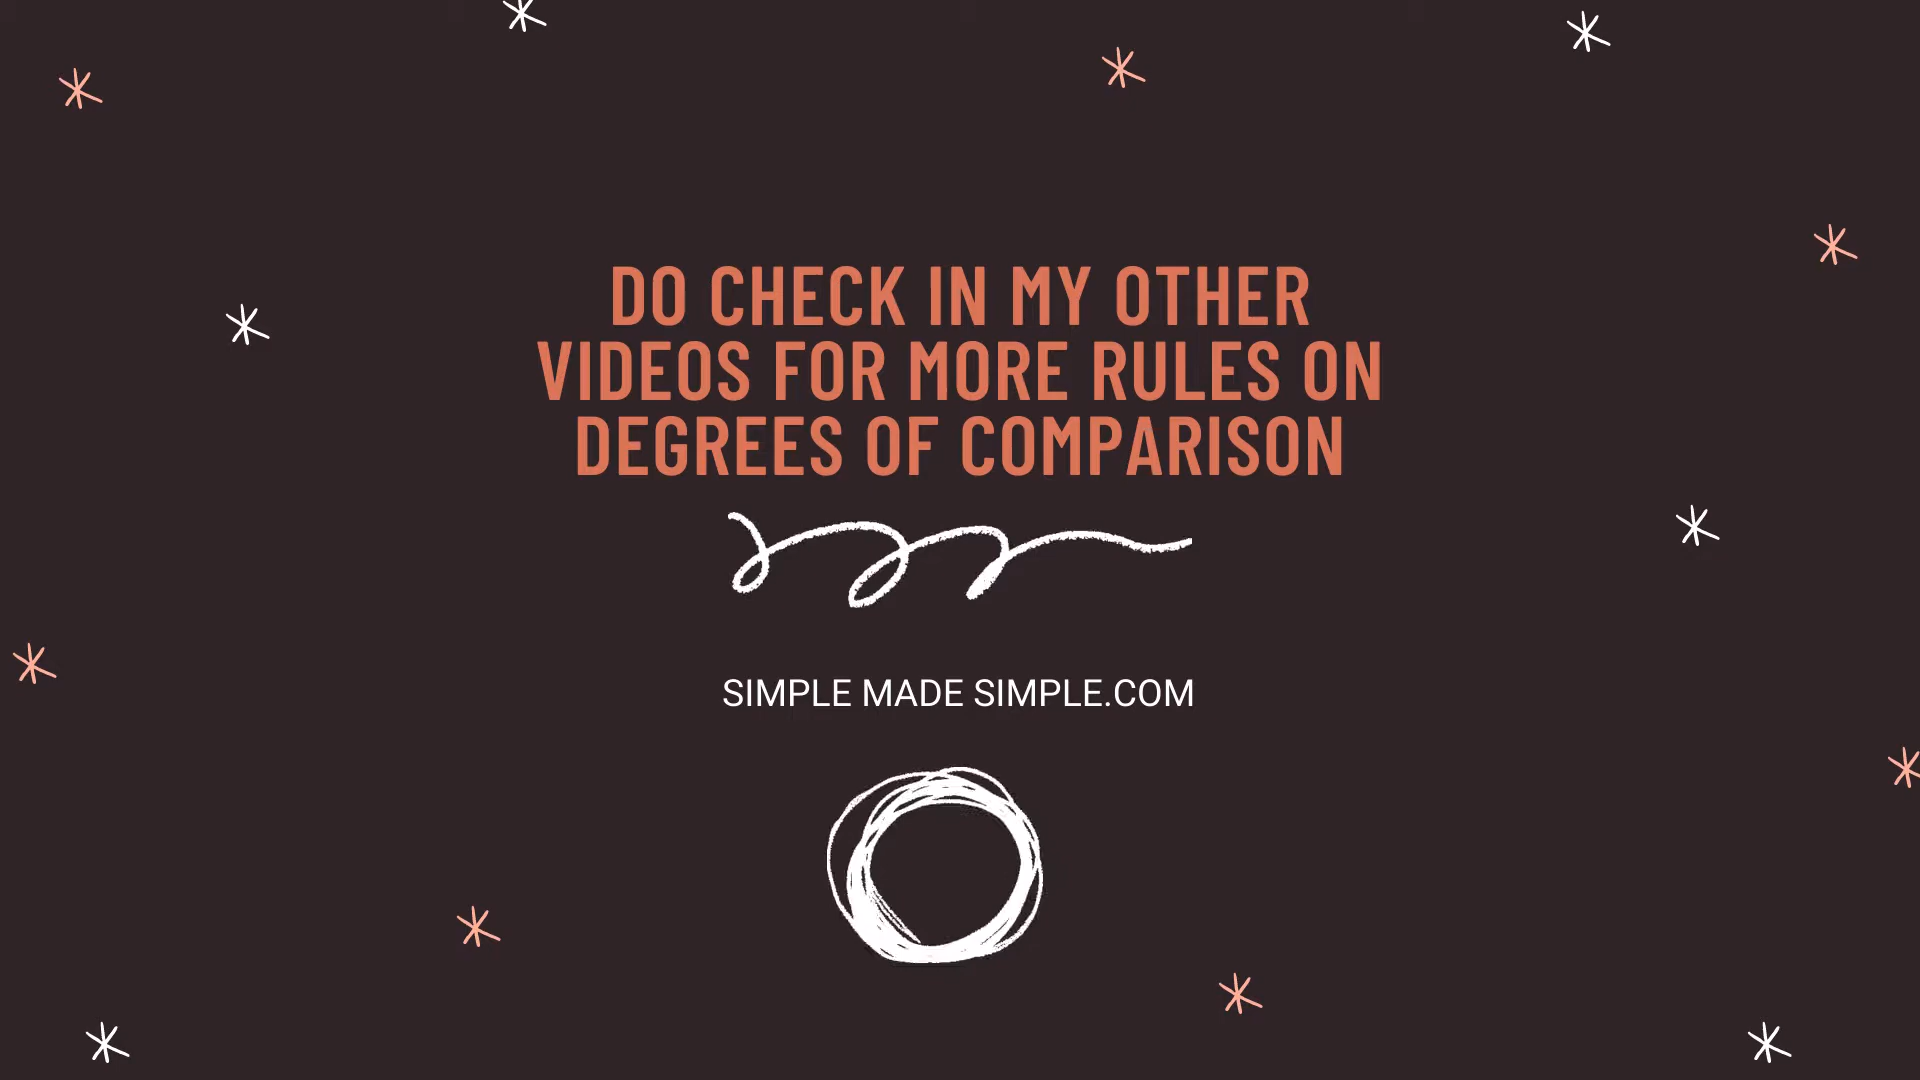 DO CHECK IN MY OTHER
VIDEOS FOR MORE RULES ON
DEGREES OF COMPARISON
SIMPLE MADE SIMPLE.COM